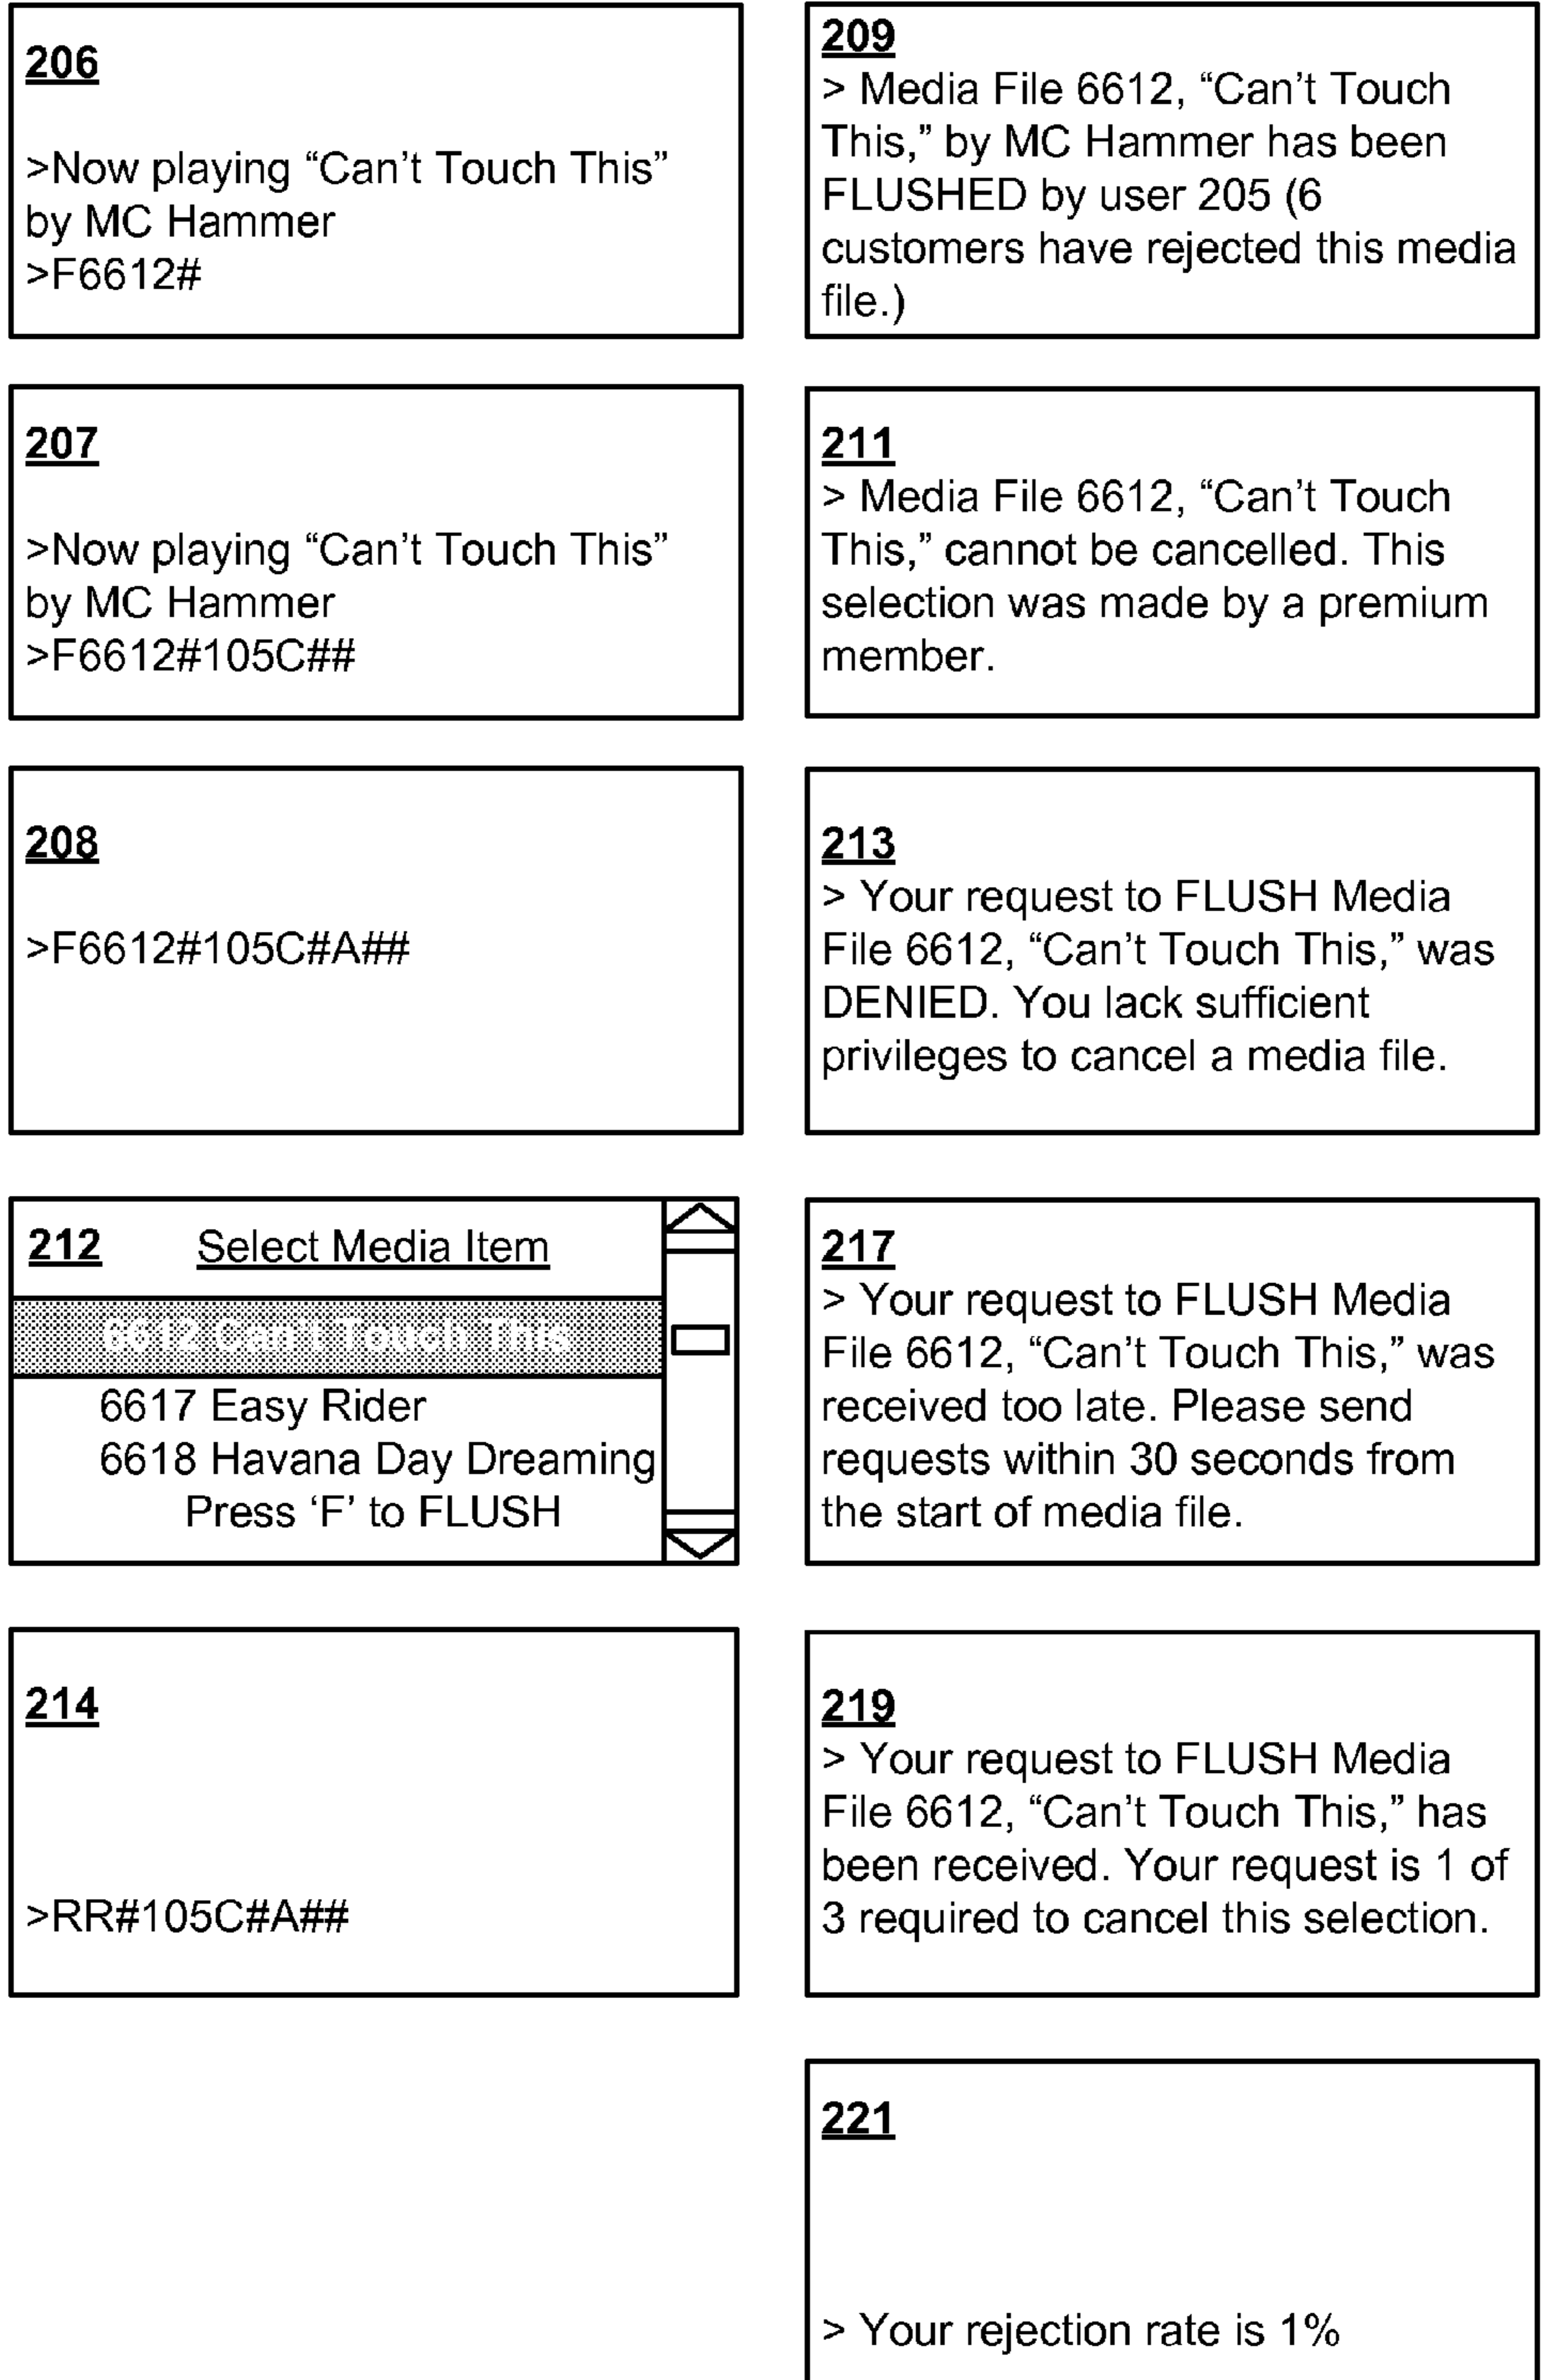 206
>Now playing “Can’t Touch This”
by MC Hammer
>F6612#
209
> Media File 6612, “Can’t Touch
This,” by MC Hammer has been
FLUSHED by user 205 (6
customers have rejected this media
file.)
207
>Now playing “Can’t Touch This”
by MC Hammer
>F6612#105C##
211
> Media File 6612, “Can’t Touch
This,” cannot be cancelled. This
selection was made by a premium
member.
208
>F6612#105C#A##
213
> Your request to FLUSH Media
File 6612, “Can’t Touch This,” was
DENIED. You lack sufficient
privileges to cancel a media file.
212 Select Media Item
6612 Can't Touch This
6617 Easy Rider
6618 Havana Day Dreaming
Press ‘F’ to FLUSH
217
> Your request to FLUSH Media
File 6612, “Can’t Touch This,” was
received too late. Please send
requests within 30 seconds from
the start of media file.
214
>RR#105C#A##
219
> Your request to FLUSH Media
File 6612, “Can’t Touch This,” has
been received. Your request is 1 of
3 required to cancel this selection.
221
> Your rejection rate is 1%